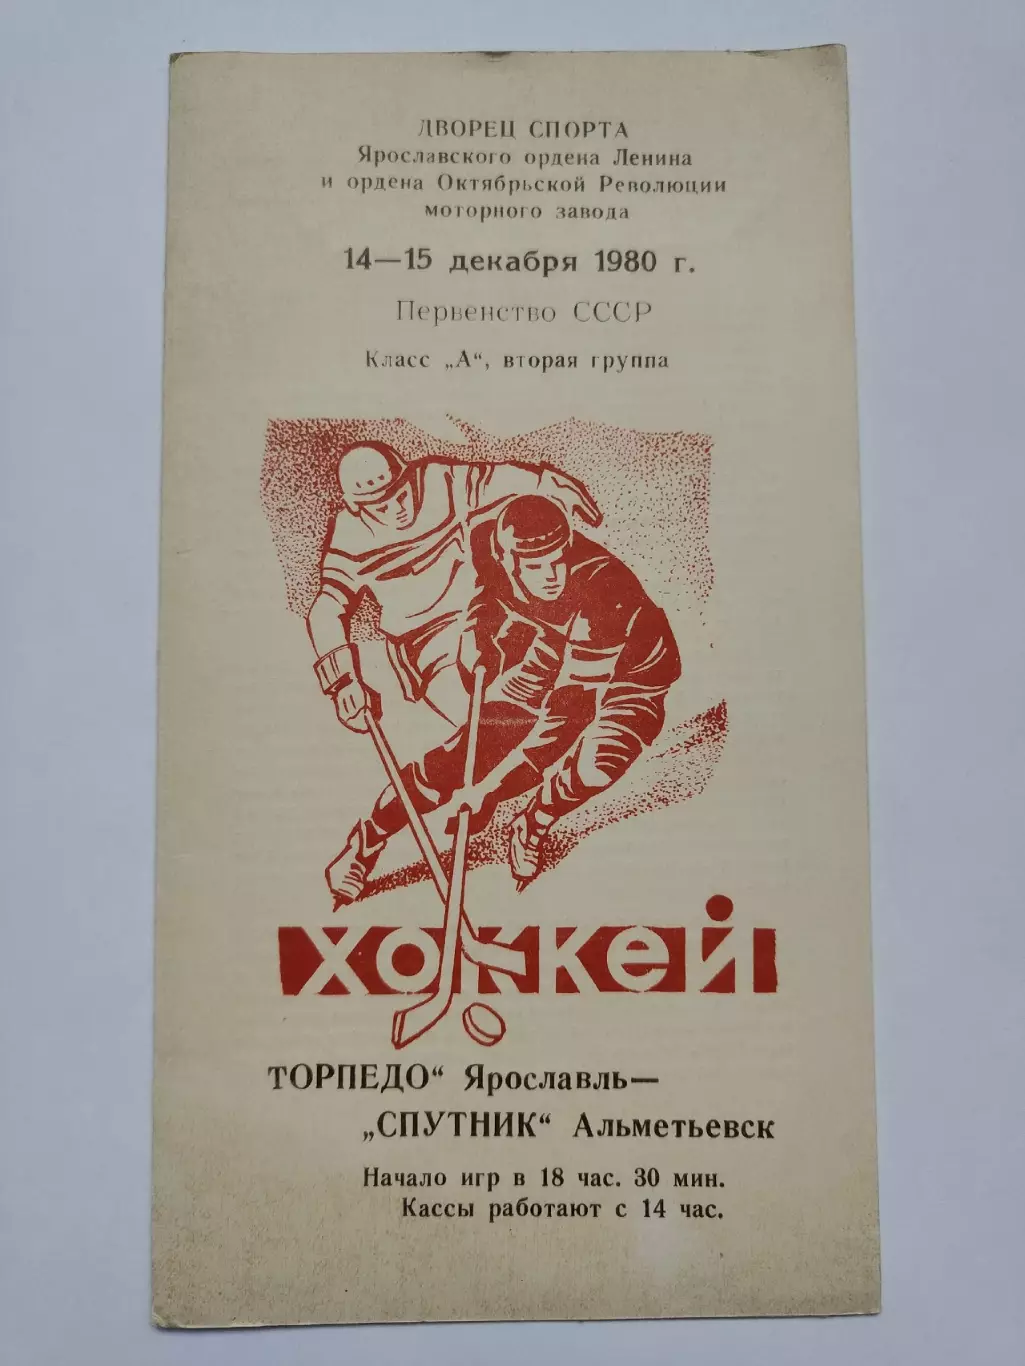 ДВОРЕЦ СПОРТА
Ярославского ордена Ленина
и ордена Октябрьской Революции
моторного завода
14—15 декабря 1980 г.
Первенство СССР
Класс „А“, вторая группа
хоккей
ТОРПЕДО“ Ярославль—
„СПУТНИК“ Альметьевск
Начало игр в 18 час. 30 мин.
Кассы работают с 14 час.